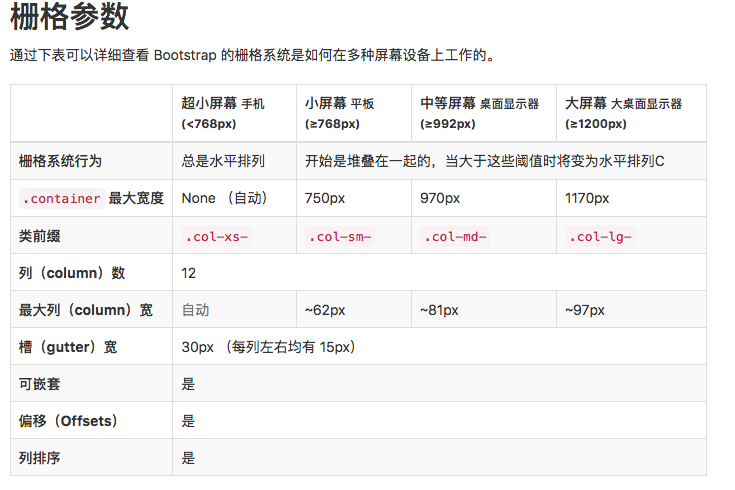 栅格参数
通过下表可以详细查看 Bootstrap 的栅格系统是如何在多种屏幕设备上工作的。
超小屏幕 手机 小屏幕 平板 中等屏幕 桌面显示器 大屏幕 大桌面显示器
(<768px) (≥768px) (≥992px) (≥1200px)
栅格系统行为 总是水平排列 开始是堆叠在一起的，当大于这些阈值时将变为水平排列C
.container 最大宽度 None （自动） 750px 970px 1170px
类前缀 .col-xs- .col-sm- .col-md- .col-lg-
列（column）数 12
最大列（column）宽 自动 ~62px ~81px ~97px
槽（gutter）宽 30px （每列左右均有 15px）
可嵌套 是
偏移（Offsets） 是
列排序 是